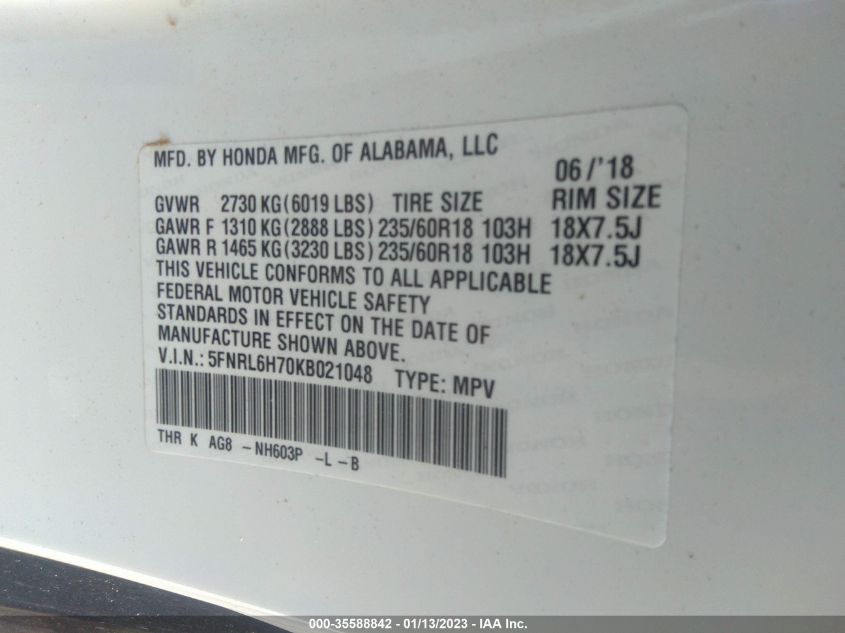 MFD. BY HONDA MFG. OF ALABAMA, LLC 06/'18
GVWR 2730 KG(6019 LBS) TIRE SIZE RIM SIZE
GAWR F 1310 KG(2888 LBS) 235/60R18 103H 18X7.5J
GAWR R 1465 KG(3230 LBS) 235/60R18 103H 18X7.5J
THIS VEHICLE CONFORMS TO ALL APPLICABLE
FEDERAL MOTOR VEHICLE SAFETY
STANDARDS IN EFFECT ON THE DATE OF
MANUFACTURE SHOWN ABOVE.
V.I.N.: 5FNRL6H70KB021048 TYPE: MPV
THR K AG8 -NH603P -L -B
000-35588842 - 01/13/2023 - IAA Inc.